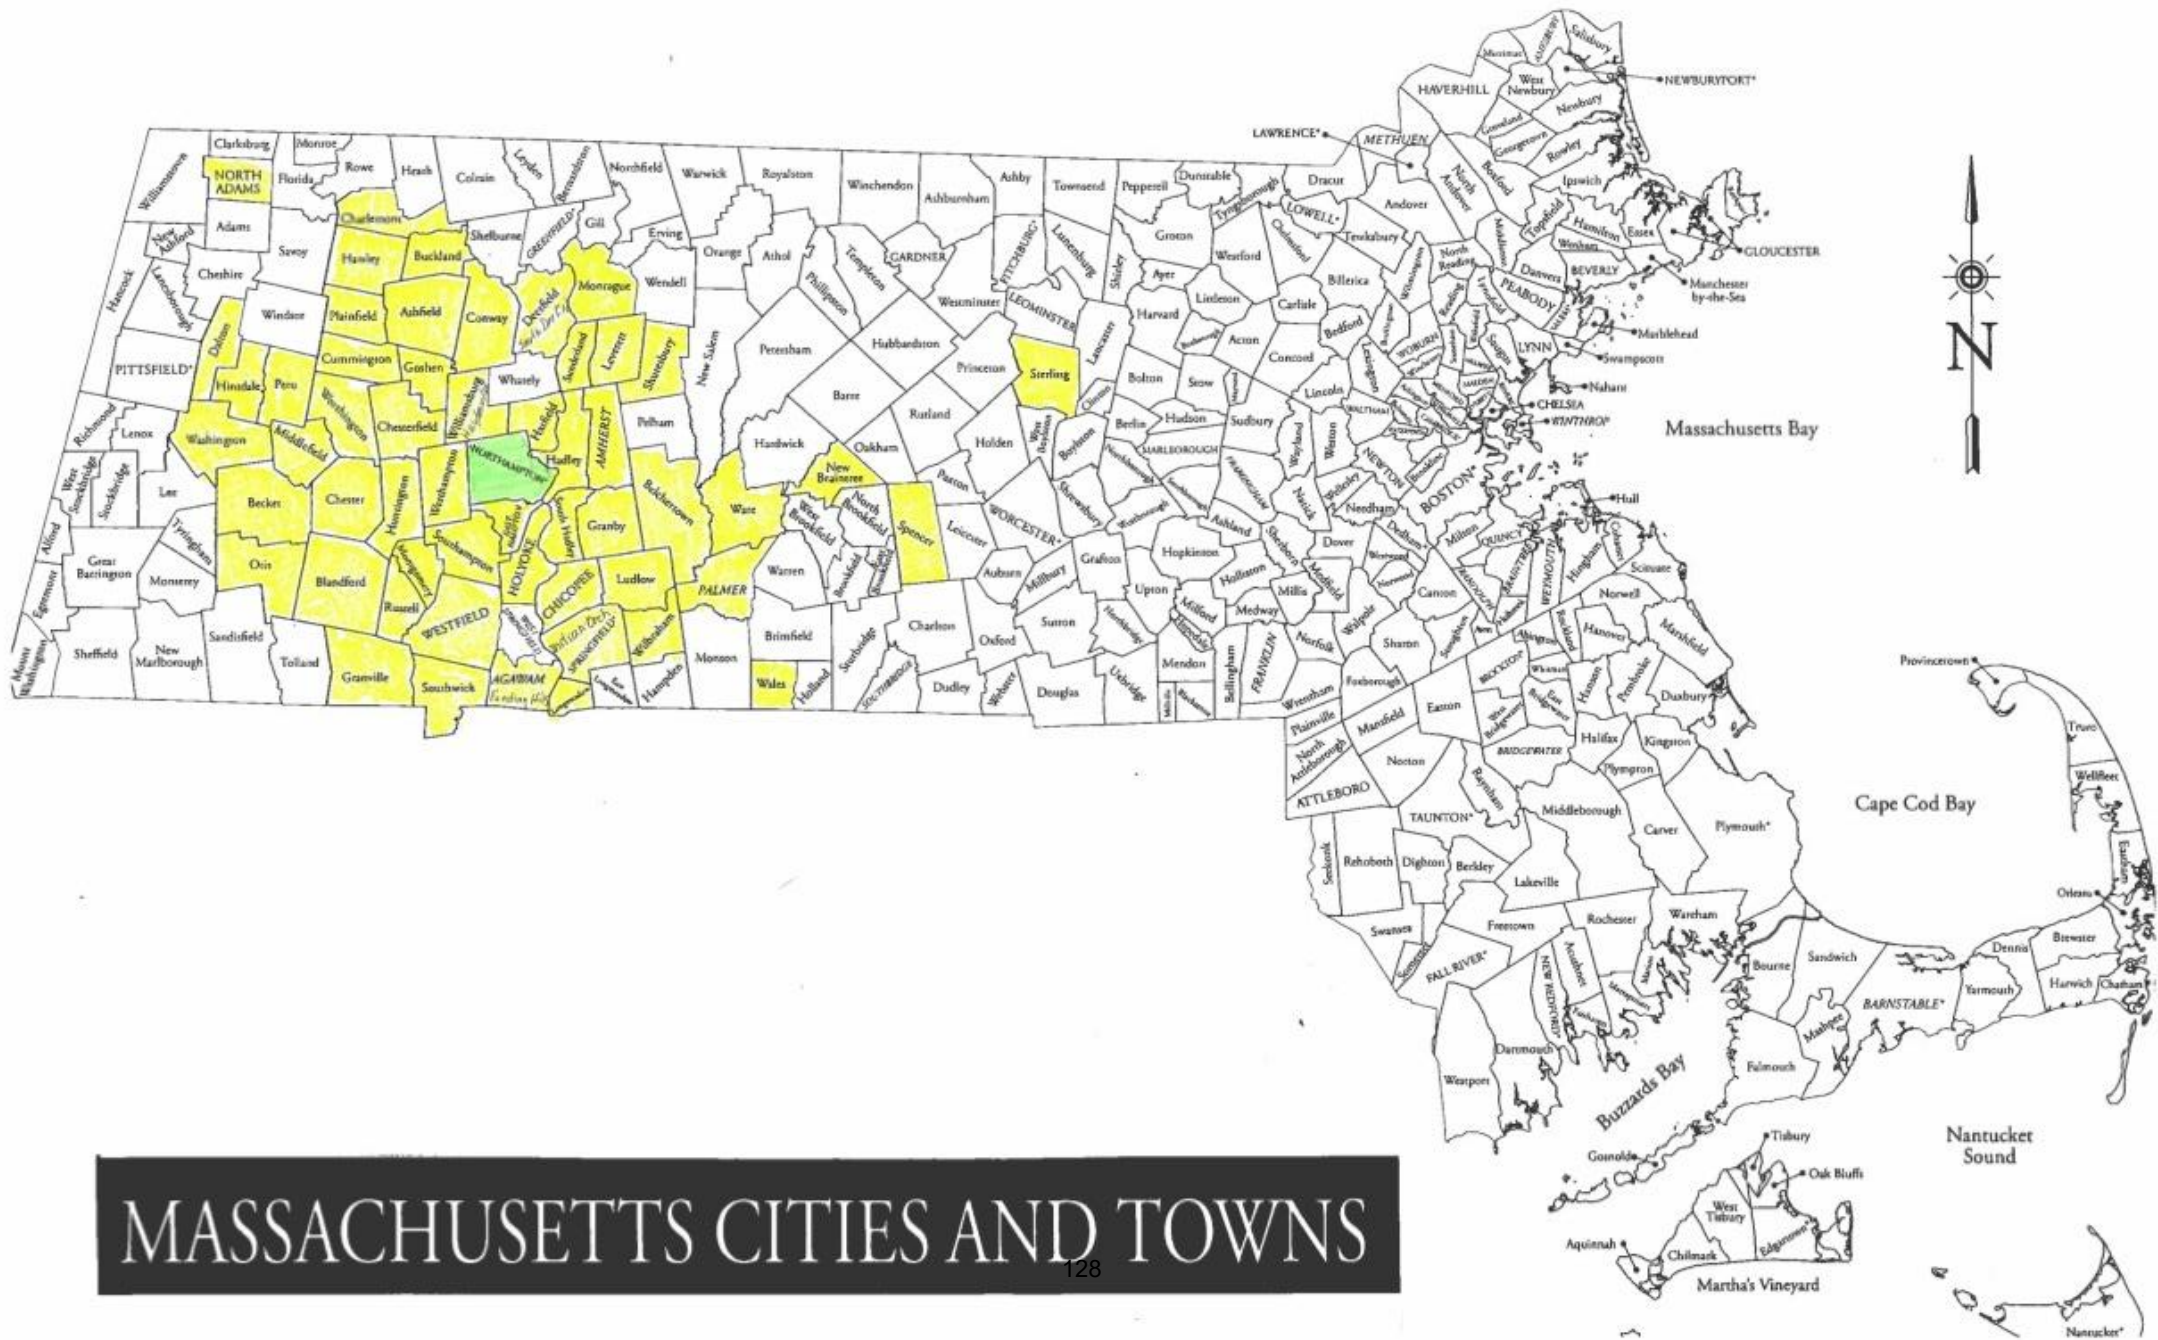 Clarksburg
Monroe
Rowe
Heath
Colrain
Leyden
Bernardston
Northfield
Warwick
Royalston
Winchendon
Ashburnham
Ashby
Townsend
Pepperell
Dunstable
Tyngsborough
Dracut
LAWRENCE*
METHUEN
HAVERHILL
Merrimac
AMESBURY
Salisbury
NEWBURYPORT*
West
Newbury
Newbury
Groveland
Georgetown
Rowley
Ipswich
Boxford
North
Andover
Andover
Williamstown
NORTH
ADAMS
Florida
Charlemont
Shelburne
GREENFIELD*
Gill
Erving
Orange
Athol
Phillipston
Templeton
GARDNER
Westminster
FITCHBURG*
Lunenburg
Shirley
Groton
Ayer
Westford
Chelmsford
LOWELL*
Tewksbury
Billerica
Wilmington
North
Reading
Middleton
Topsfield
Hamilton
Essex
Wenham
GLOUCESTER
Manchester
by-the-Sea
BEVERLY
Danvers
PEABODY
Marblehead
Swampscott
LYNN
Nahant
CHELSEA
WINTHROP
Massachusetts Bay
N
New
Ashford
Adams
Savoy
Hancock
Lanesborough
Cheshire
Windsor
Hawley
Buckland
Plainfield
Ashfield
Conway
Deerfield
Montague
Wendell
New Salem
Petersham
Hubbardston
Princeton
Sterling
LEOMINSTER
Lancaster
Harvard
Littleton
Boxborough
Acton
Carlisle
Concord
Bedford
Burlington
Lexington
Lincoln
WOBURN
Reading
Lynnfield
Wakefield
Saugus
MALDEN
WALTHAM
PITTSFIELD*
Dalton
Hinsdale
Peru
Cummington
Goshen
Worthington
Chesterfield
Williamsburg
Whately
Hatfield
Sunderland
Leverett
Shutesbury
Pelham
AMHERST
Hadley
NORTHAMPTON*
Richmond
Lenox
Washington
Middlefield
West
Stockbridge
Stockbridge
Lee
Becket
Chester
Huntington
Westhampton
Southampton
HOLYOKE
South Hadley
Granby
Belchertown
Ware
Hardwick
Barre
Oakham
Rutland
Holden
West
Boylston
Boylston
Clinton
Bolton
Berlin
Stow
Hudson
Sudbury
MARLBOROUGH
Northborough
Southborough
Westborough
Shrewsbury
FRAMINGHAM
Wayland
Weston
NEWTON
Brookline
BOSTON*
Wellesley
Needham
Natick
New
Braintree
North
Brookfield
West
Brookfield
Brookfield
Spencer
Paxton
Leicester
WORCESTER*
Auburn
Millbury
Grafton
Upton
Hopkinton
Ashland
Holliston
Sherborn
Dover
Dedham*
Westwood
Norwood
Milton
QUINCY
WEYMOUTH
Hull
Hingham
Cohasset
Scituate
Alford
Great
Barrington
Tyringham
Monterey
Otis
Blandford
Montgomery
Russell
WESTFIELD
CHICOPEE
Ludlow
Indian Orch
SPRINGFIELD*
Wilbraham
PALMER
Warren
Brimfield
Sturbridge
Charlton
Oxford
Sutton
Northbridge
Milford
Hopedale
Medway
Millis
Medfield
Walpole
Norfolk
Canton
Sharon
Stoughton
Avon
Holbrook
Abington
Rockland
Norwell
Hanover
Marshfield
Egremont
Mount
Washington
Sheffield
New
Marlborough
Sandisfield
Tolland
Granville
Southwick
AGAWAM
Feeding Hills
Longmeadow
East
Longmeadow
Hampden
Monson
Wales
Holland
SOUTHBRIDGE
Dudley
Webster
Douglas
Uxbridge
Mendon
Millville
Blackstone
Bellingham
FRANKLIN
Wrentham
Foxborough
Plainville
North
Attleborough
ATTLEBORO
Mansfield
Norton
Easton
BROCKTON*
Whitman
Hanson
Pembroke
Duxbury
East
Bridgewater
West
Bridgewater
BRIDGEWATER
Halifax
Kingston
Plympton
Raynham
TAUNTON*
Middleborough
Carver
Plymouth*
Seekonk
Rehoboth
Dighton
Berkley
Lakeville
Swansea
Somerset
Freetown
FALL RIVER*
Rochester
Wareham
Acushnet
NEW BEDFORD*
Fairhaven
Mattapoisett
Marion
Dartmouth
Westport
Buzzards Bay
Provincetown
Truro
Wellfleet
Cape Cod Bay
Eastham
Orleans
Brewster
Dennis
Harwich
Chatham
Yarmouth
BARNSTABLE*
Sandwich
Bourne
Mashpee
Falmouth
Gosnold
Tisbury
Oak Bluffs
West
Tisbury
Edgartown*
Chilmark
Aquinnah
Martha's Vineyard
Nantucket
Sound
Nantucket*
MASSACHUSETTS CITIES AND TOWNS
128